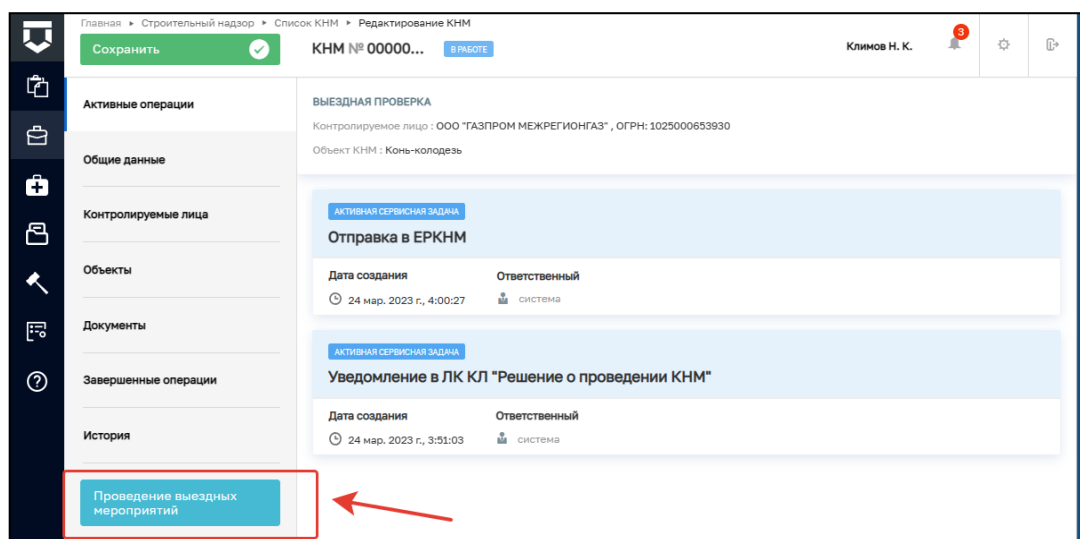 Главная ▸ Строительный надзор ▸ Список КНМ ▸ Редактирование КНМ
Сохранить
КНМ № 00000...
В РАБОТЕ
Климов Н. К.
3
Активные операции
Общие данные
Контролируемые лица
Объекты
Документы
Завершенные операции
История
Проведение выездных
мероприятий
ВЫЕЗДНАЯ ПРОВЕРКА
Контролируемое лицо : ООО "ГАЗПРОМ МЕЖРЕГИОНГАЗ" , ОГРН: 1025000653930
Объект КНМ : Конь-колодезь
АКТИВНАЯ СЕРВИСНАЯ ЗАДАЧА
Отправка в ЕРКНМ
Дата создания Ответственный
24 мар. 2023 г., 4:00:27 система
АКТИВНАЯ СЕРВИСНАЯ ЗАДАЧА
Уведомление в ЛК КЛ "Решение о проведении КНМ"
Дата создания Ответственный
24 мар. 2023 г., 3:51:03 система